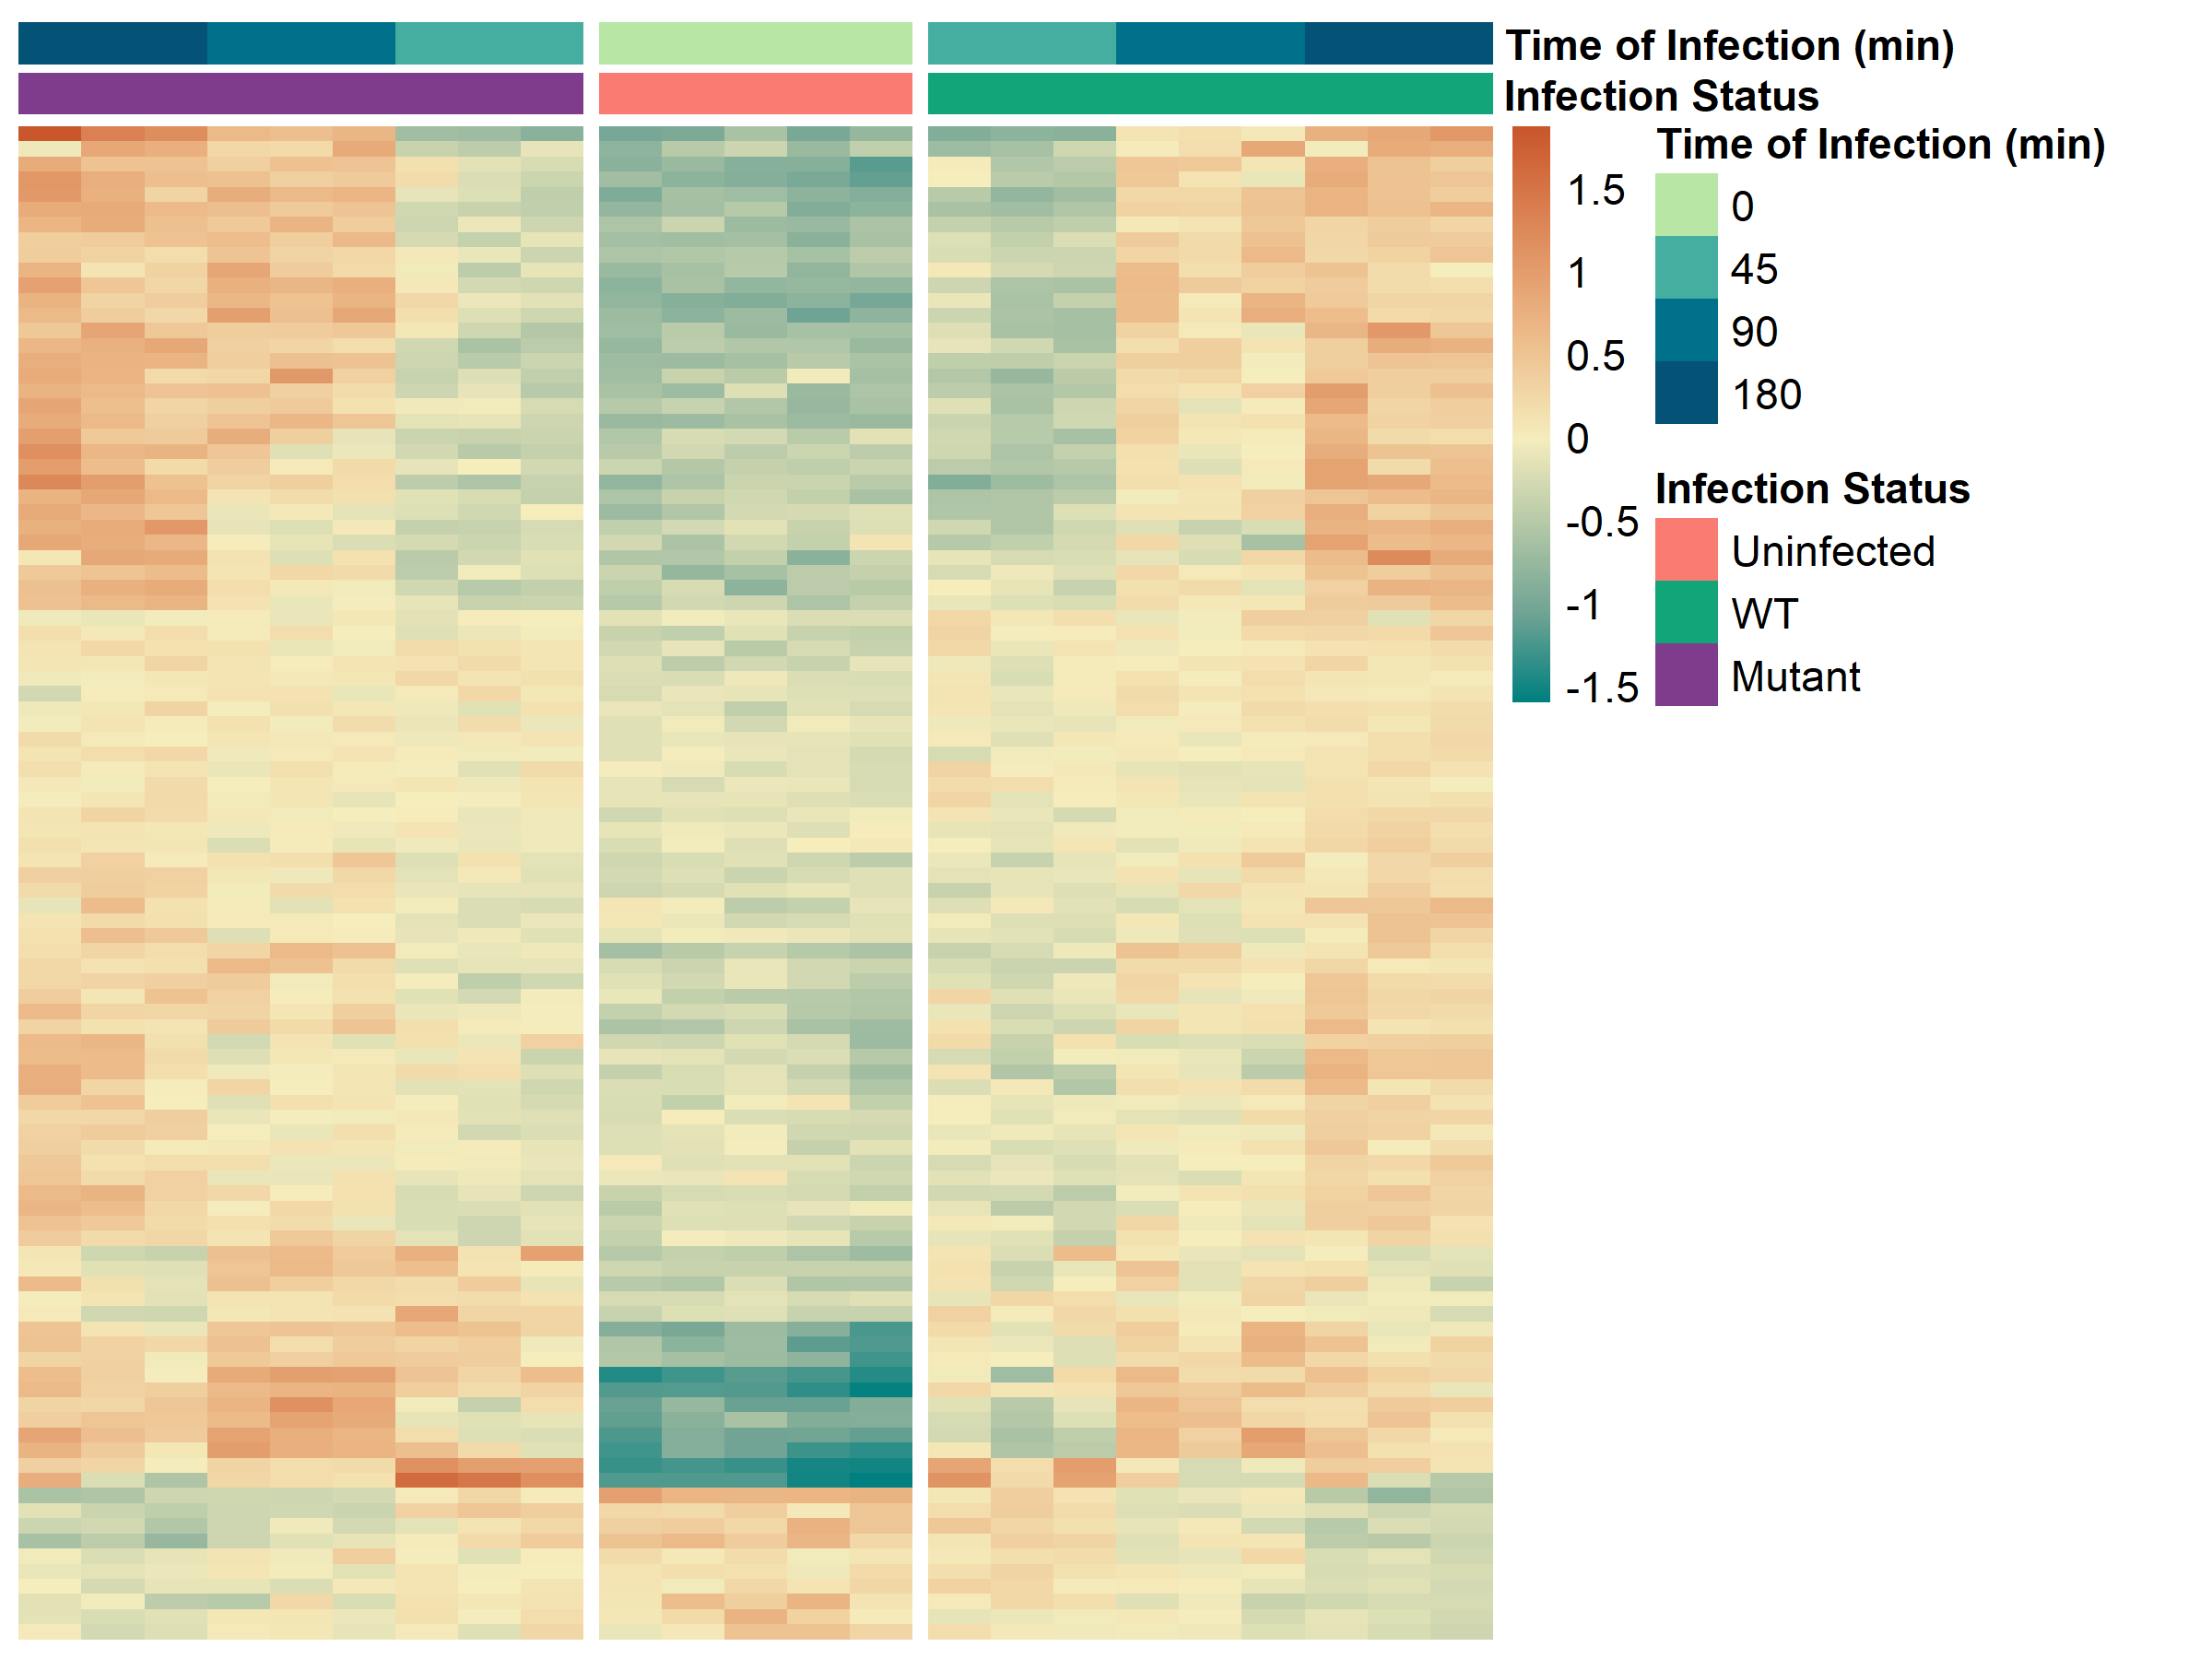 Time of Infection (min)
Infection Status
1.5
1
0.5
0
-0.5
-1
-1.5
Time of Infection (min)
0
45
90
180
Infection Status
Uninfected
WT
Mutant